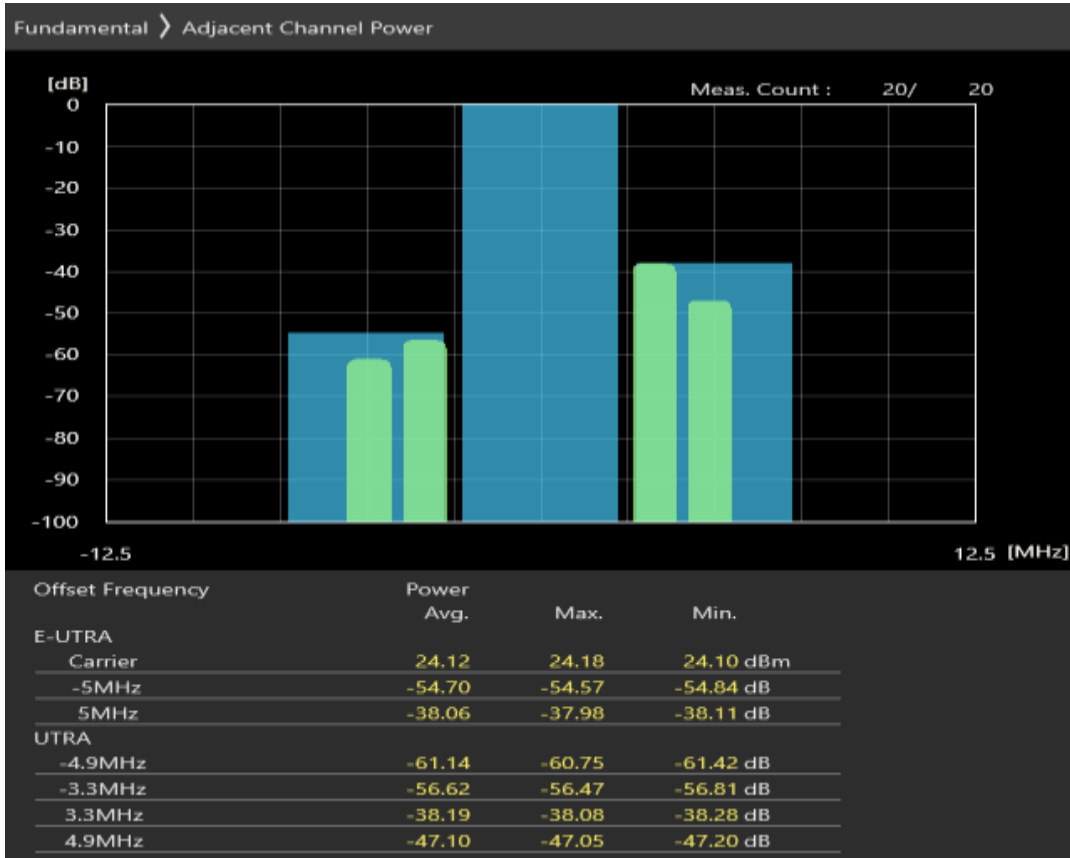 Fundamental 》 Adjacent Channel Power
[dB]
Meas. Count : 20/ 20
0
-10
-20
-30
-40
-50
-60
-70
-80
-90
-100
-12.5 12.5 [MHz]
Offset Frequency Power
Avg. Max. Min.
E-UTRA
Carrier 24.12 24.18 24.10 dBm
-5MHz -54.70 -54.57 -54.84 dB
5MHz -38.06 -37.98 -38.11 dB
UTRA
-4.9MHz -61.14 -60.75 -61.42 dB
-3.3MHz -56.62 -56.47 -56.81 dB
3.3MHz -38.19 -38.08 -38.28 dB
4.9MHz -47.10 -47.05 -47.20 dB